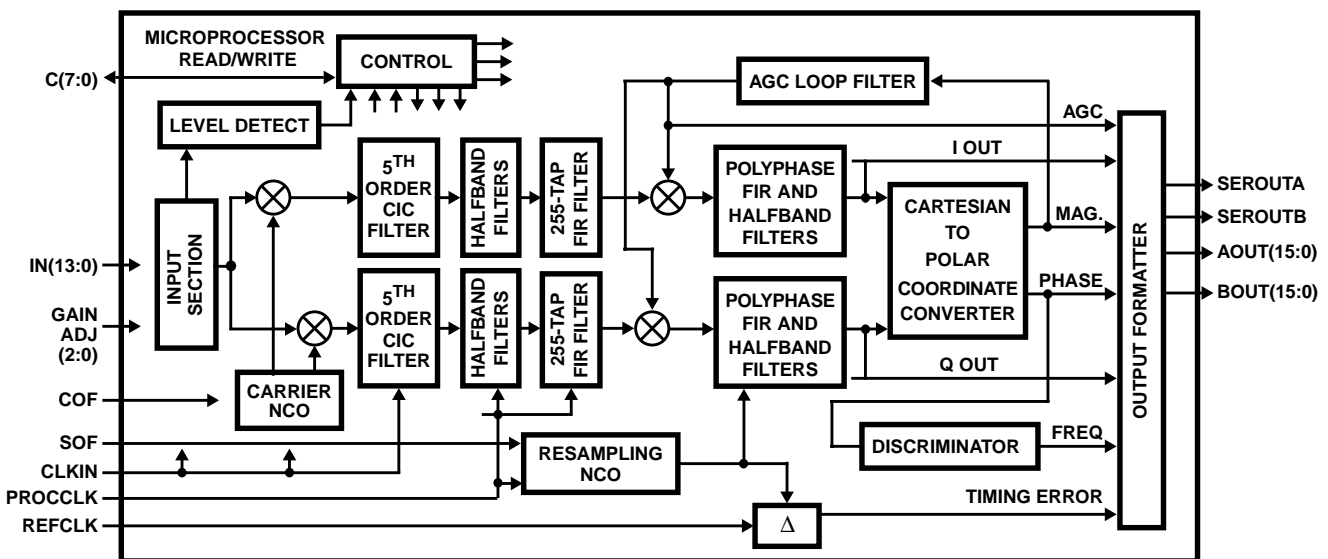 MICROPROCESSOR
READ/WRITE
C(7:0)
CONTROL
LEVEL DETECT
AGC LOOP FILTER
AGC
I OUT
5TH
ORDER
CIC
FILTER
HALFBAND
FILTERS
255-TAP
FIR FILTER
POLYPHASE
FIR AND
HALFBAND
FILTERS
CARTESIAN
TO
POLAR
COORDINATE
CONVERTER
MAG.
PHASE
OUTPUT FORMATTER
SEROUTA
SEROUTB
AOUT(15:0)
BOUT(15:0)
IN(13:0)
INPUT
SECTION
GAIN
ADJ
(2:0)
5TH
ORDER
CIC
FILTER
HALFBAND
FILTERS
255-TAP
FIR FILTER
POLYPHASE
FIR AND
HALFBAND
FILTERS
Q OUT
COF
CARRIER
NCO
SOF
CLKIN
PROCCLK
REFCLK
RESAMPLING
NCO
DISCRIMINATOR
FREQ
TIMING ERROR
Δ